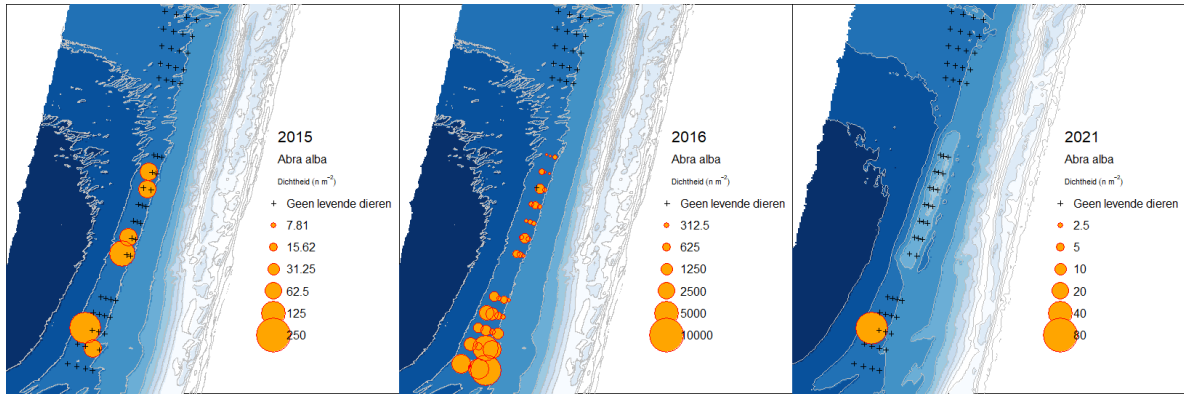 2015
Abra alba
Dichtheid (n m⁻²)
+ Geen levende dieren
7.81
15.62
31.25
62.5
125
250
2016
Abra alba
Dichtheid (n m⁻²)
+ Geen levende dieren
312.5
625
1250
2500
5000
10000
2021
Abra alba
Dichtheid (n m⁻²)
+ Geen levende dieren
2.5
5
10
20
40
80